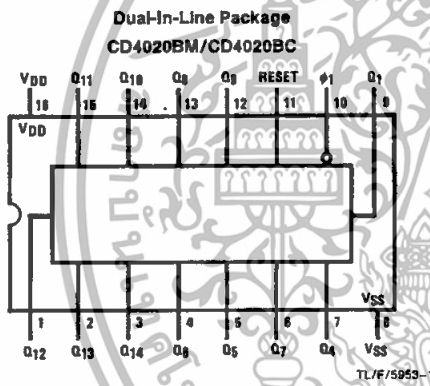 Dual-In-Line Package
CD4020BM/CD4020BC
VDD Q11 Q10 Q8 Q9 RESET ϕ1 Q1
16 15 14 13 12 11 10 9
VDD
VSS
1 2 3 4 5 6 7 8
Q12 Q13 Q14 Q6 Q5 Q7 Q4 VSS
TL/F/5953-1